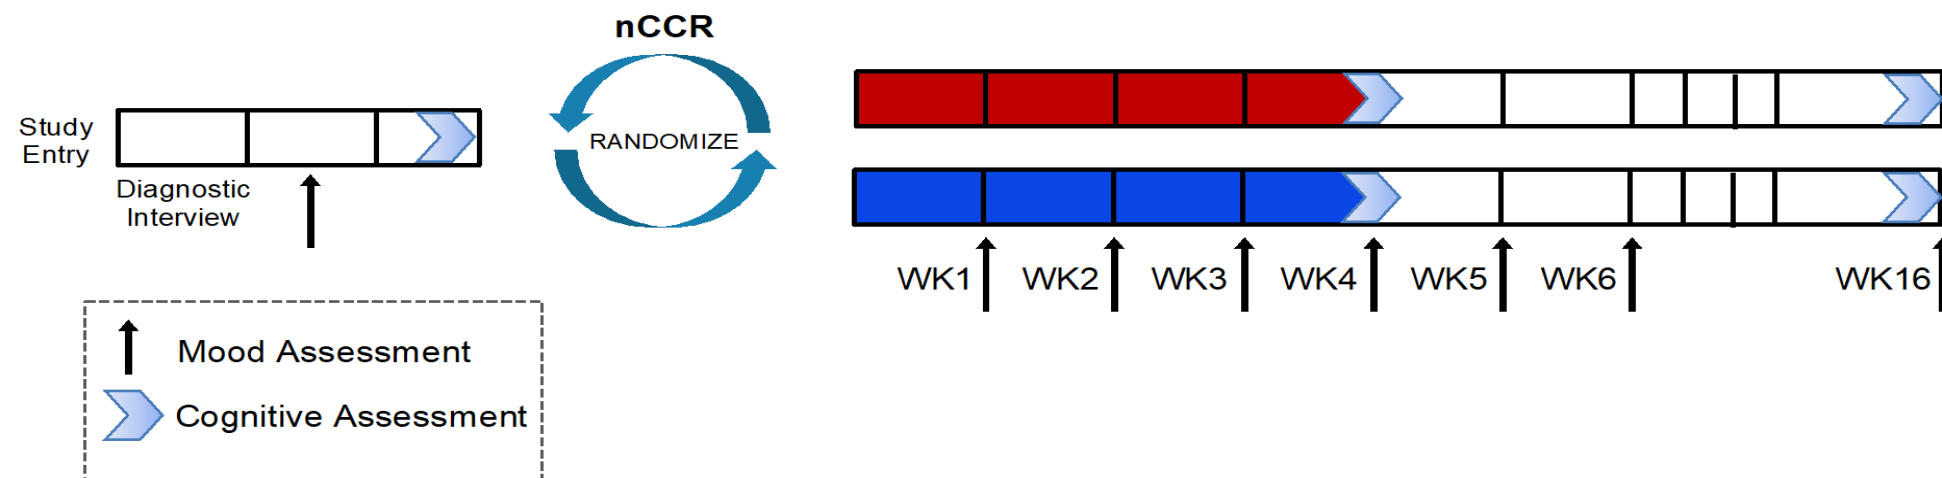 nCCR
Study
Entry
RANDOMIZE
Diagnostic
Interview
WK1
WK2
WK3
WK4
WK5
WK6
WK16
Mood Assessment
Cognitive Assessment